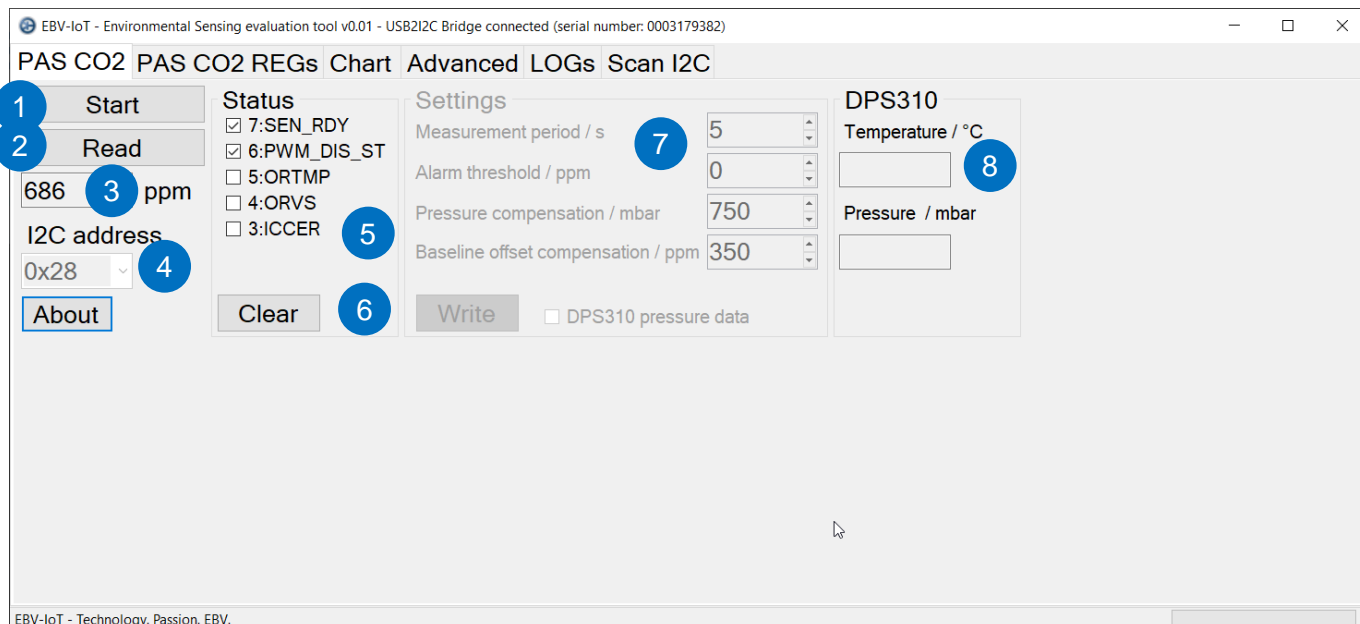 EBV-IoT - Environmental Sensing evaluation tool v0.01 - USB2I2C Bridge connected (serial number: 0003179382)
PAS CO2 PAS CO2 REGs Chart Advanced LOGs Scan I2C
1 Start
2 Read
686 3 ppm
I2C address
0x28 4
About
Status
7:SEN_RDY
6:PWM_DIS_ST
5:ORTMP
4:ORVS
3:ICCER 5
Clear 6
Settings
Measurement period / s 7 5
Alarm threshold / ppm 0
Pressure compensation / mbar 750
Baseline offset compensation / ppm 350
Write DPS310 pressure data
DPS310
Temperature / °C
8
Pressure / mbar
EBV-IoT - Technology. Passion. EBV.